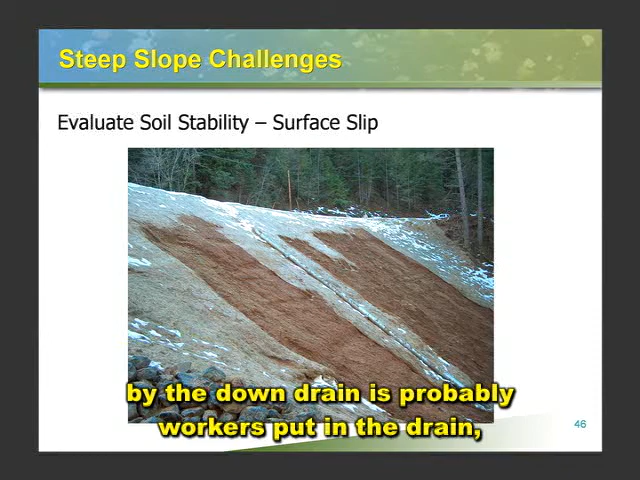 Steep Slope Challenges
Evaluate Soil Stability – Surface Slip
by the down drain is probably
workers put in the drain,
46